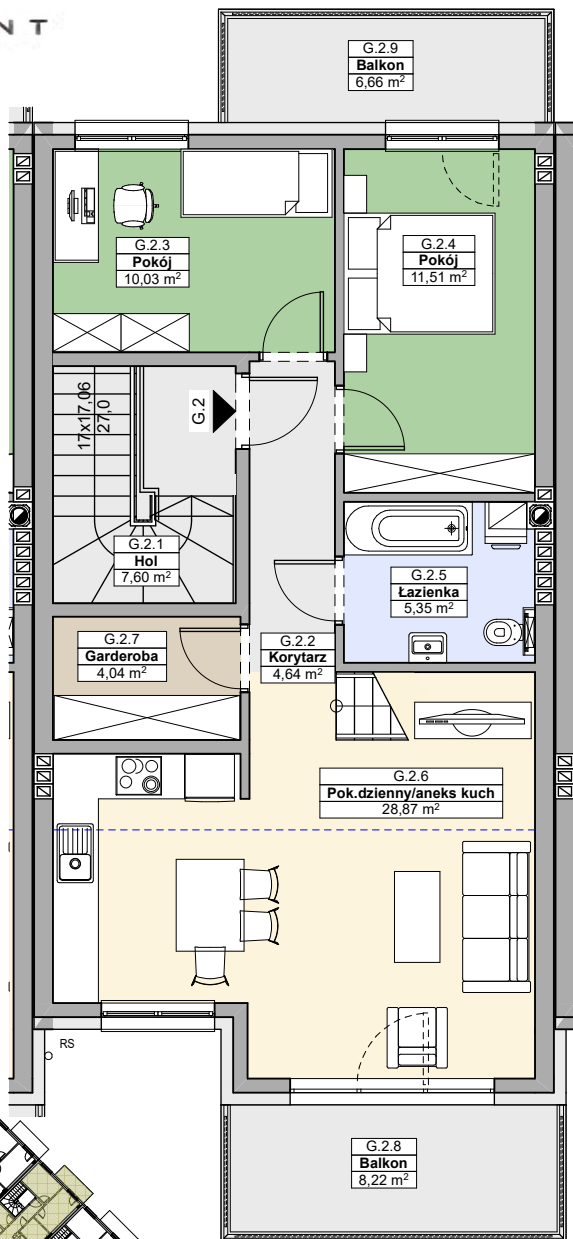 N T
G.2.9
Balkon
6,66 m²
G.2.3
Pokój
10,03 m²
G.2.4
Pokój
11,51 m²
17x17,06
27,0
G.2
G.2.1
Hol
7,60 m²
G.2.5
Łazienka
5,35 m²
G.2.7
Garderoba
4,04 m²
G.2.2
Korytarz
4,64 m²
G.2.6
Pok.dzienny/aneks kuch
28,87 m²
RS
G.2.8
Balkon
8,22 m²